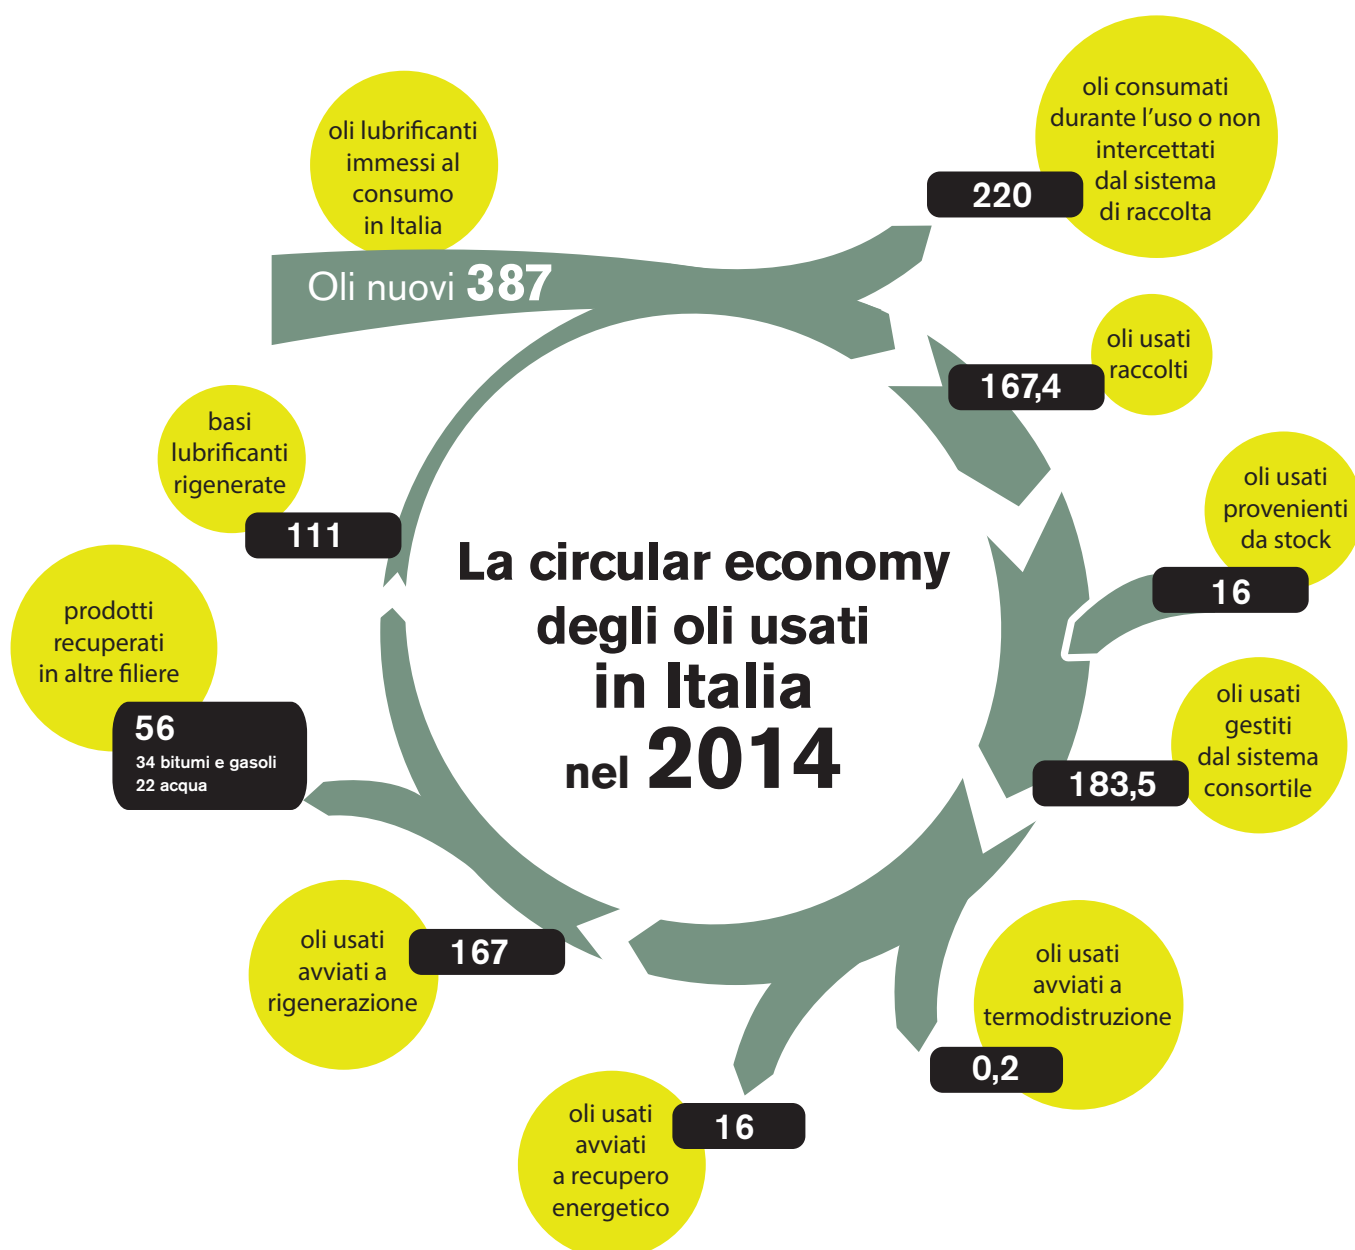 oli lubrificanti
immessi al
consumo
in Italia
Oli nuovi 387
oli consumati
durante l'uso o non
intercettati
dal sistema
di raccolta
220
oli usati
raccolti
167,4
oli usati
provenienti
da stock
16
oli usati
gestiti
dal sistema
consortile
183,5
oli usati
avviati a
termodistruzione
0,2
oli usati
avviati
a recupero
energetico
16
oli usati
avviati a
rigenerazione
167
prodotti
recuperati
in altre filiere
56
34 bitumi e gasoli
22 acqua
basi
lubrificanti
rigenerate
111
La circular economy
degli oli usati
in Italia
nel 2014